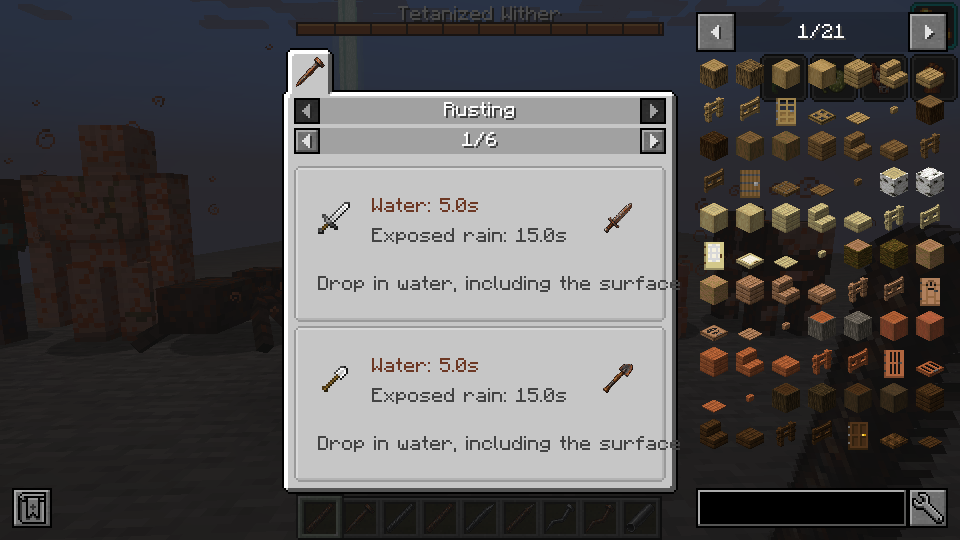 Tetanized Wither
1/21
Rusting
1/6
Water: 5.0s
Exposed rain: 15.0s
Drop in water, including the surface
Water: 5.0s
Exposed rain: 15.0s
Drop in water, including the surface